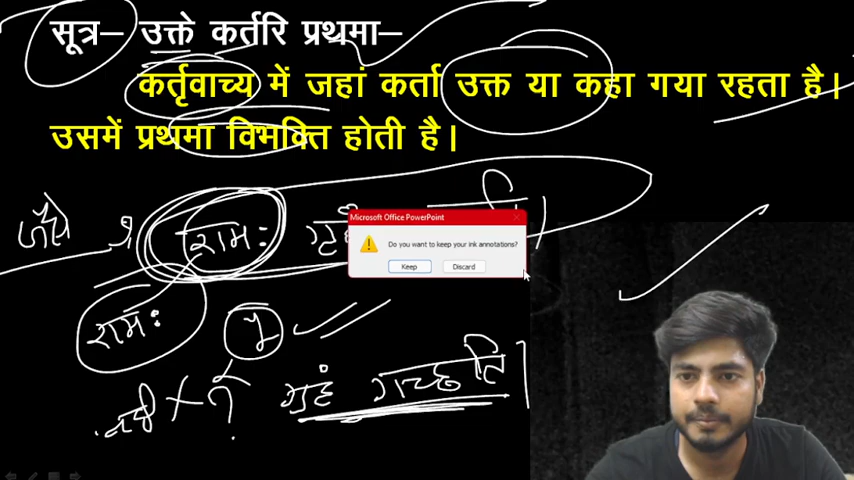 सूत्र– उक्ते कर्तरि प्रथमा–
कर्तृवाच्य में जहां कर्ता उक्त या कहा गया रहता है।
उसमें प्रथमा विभक्ति होती है।
Microsoft Office PowerPoint
Do you want to keep your ink annotations?
Keep Discard
जैसे रामः
रामः
गृहं गच्छति।